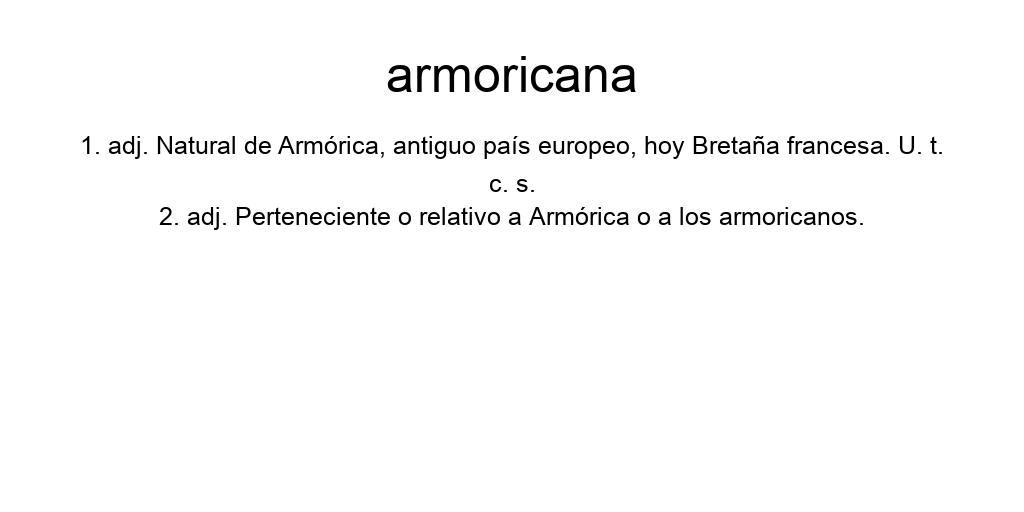 armoricana
1. adj. Natural de Armórica, antiguo país europeo, hoy Bretaña francesa. U. t.
c. s.
2. adj. Perteneciente o relativo a Armórica o a los armoricanos.